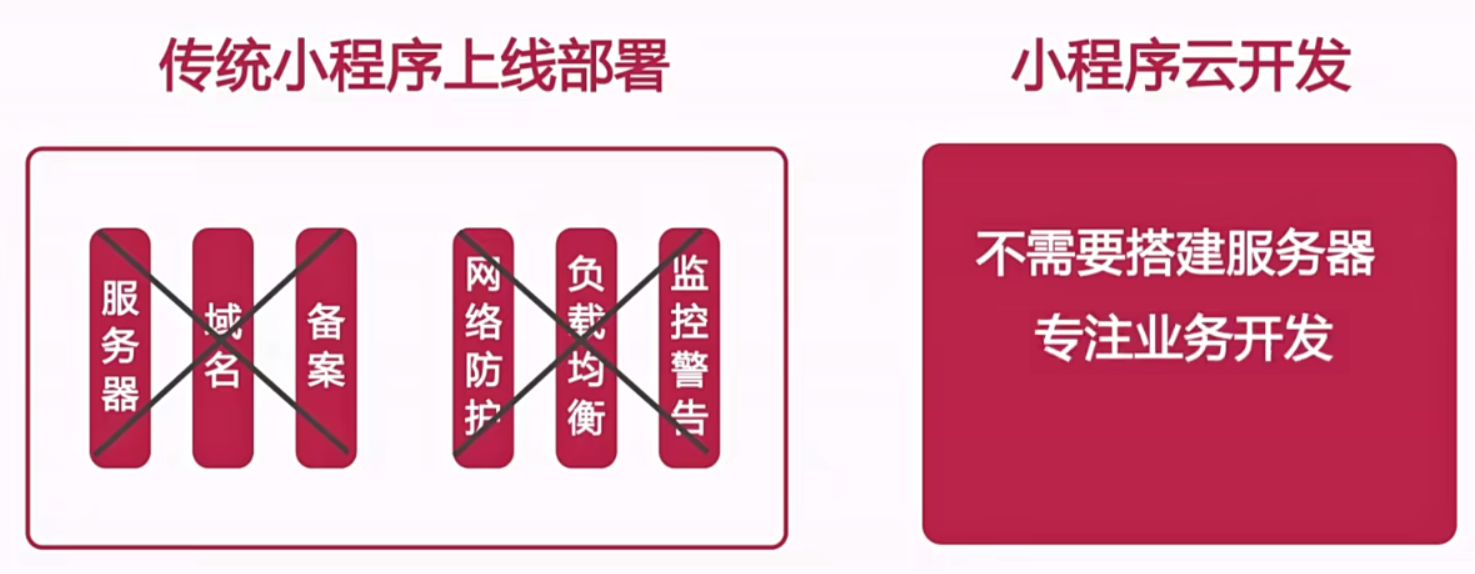 传统小程序上线部署
小程序云开发
服务器
域名
备案
网络防护
负载均衡
监控警告
不需要搭建服务器
专注业务开发